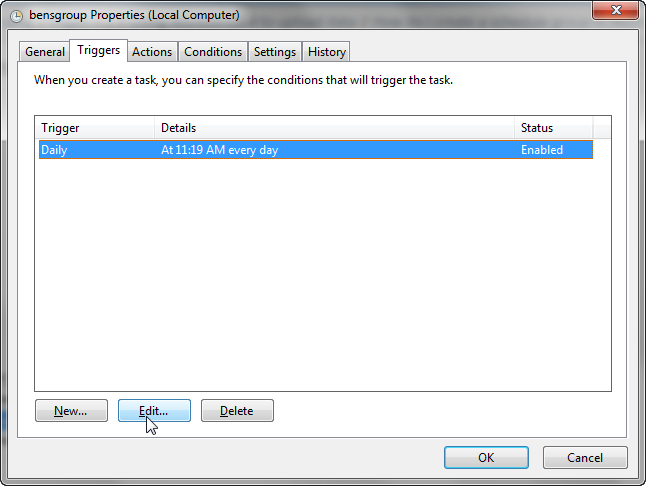 bensgroup Properties (Local Computer)
General Triggers Actions Conditions Settings History
When you create a task, you can specify the conditions that will trigger the task.
Trigger Details Status
Daily At 11:19 AM every day Enabled
New... Edit... Delete
OK Cancel